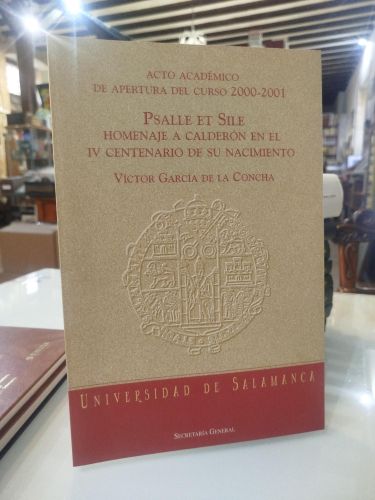 ACTO ACADÉMICO
DE APERTURA DEL CURSO 2000-2001
PSALLE ET SILE
HOMENAJE A CALDERÓN EN EL
IV CENTENARIO DE SU NACIMIENTO
VÍCTOR GARCÍA DE LA CONCHA
UNIVERSIDAD DE SALAMANCA
SECRETARÍA GENERAL